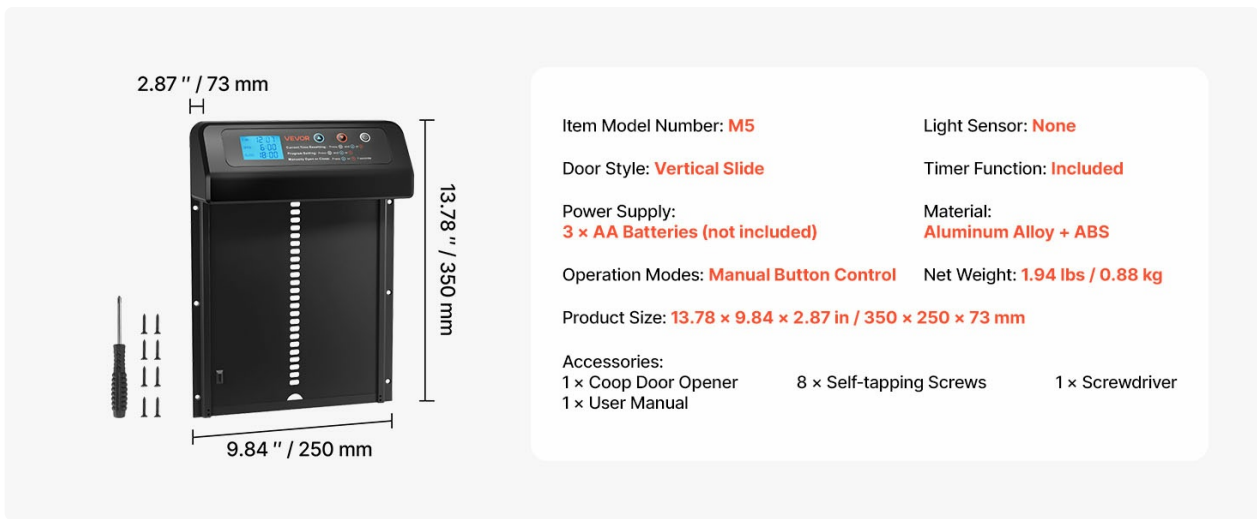 2.87 "/ 73 mm
VEVOR
6:00
18:00
13.78 "/ 350 mm
9.84 "/ 250 mm
Item Model Number: M5
Light Sensor: None
Door Style: Vertical Slide
Timer Function: Included
Power Supply:
3 × AA Batteries (not included)
Material:
Aluminum Alloy + ABS
Operation Modes: Manual Button Control
Net Weight: 1.94 lbs / 0.88 kg
Product Size: 13.78 × 9.84 × 2.87 in / 350 × 250 × 73 mm
Accessories:
1 × Coop Door Opener
8 × Self-tapping Screws
1 × Screwdriver
1 × User Manual